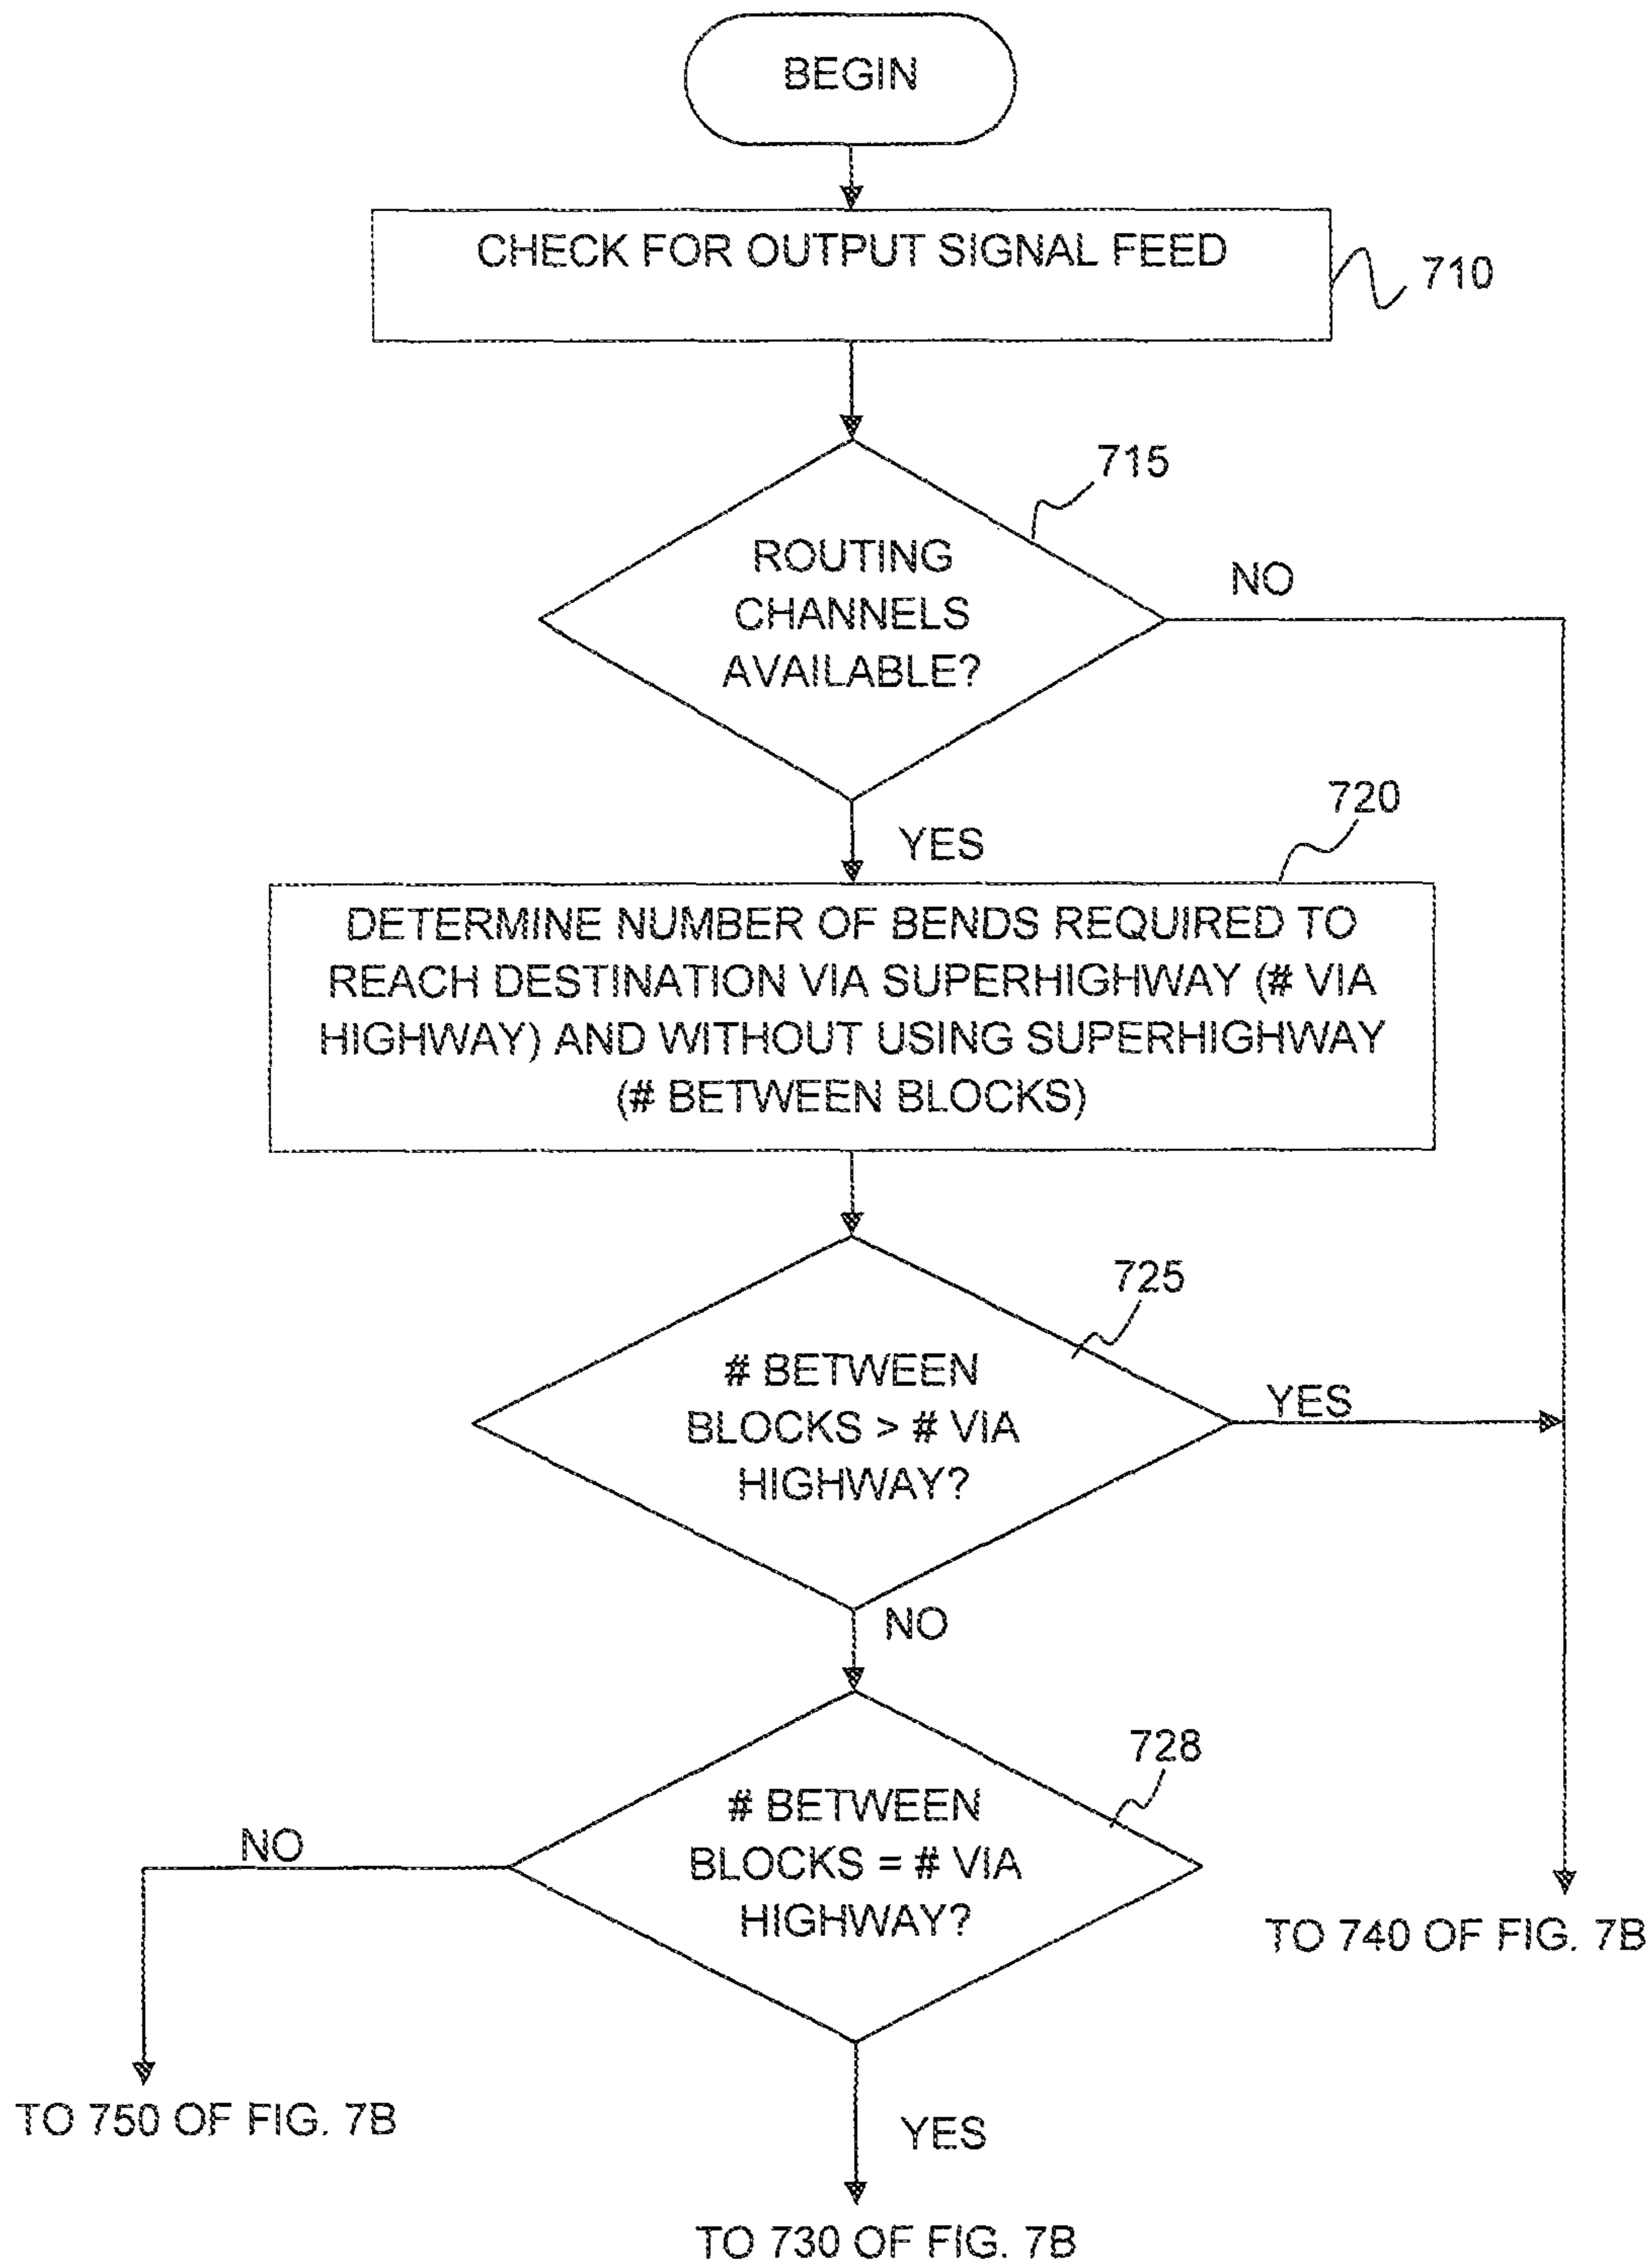 BEGIN
CHECK FOR OUTPUT SIGNAL FEED
710
715
ROUTING
CHANNELS
AVAILABLE?
NO
YES
720
DETERMINE NUMBER OF BENDS REQUIRED TO
REACH DESTINATION VIA SUPERHIGHWAY (# VIA
HIGHWAY) AND WITHOUT USING SUPERHIGHWAY
(# BETWEEN BLOCKS)
725
# BETWEEN
BLOCKS > # VIA
HIGHWAY?
YES
NO
728
# BETWEEN
BLOCKS = # VIA
HIGHWAY?
NO
TO 740 OF FIG. 7B
TO 750 OF FIG. 7B
YES
TO 730 OF FIG. 7B